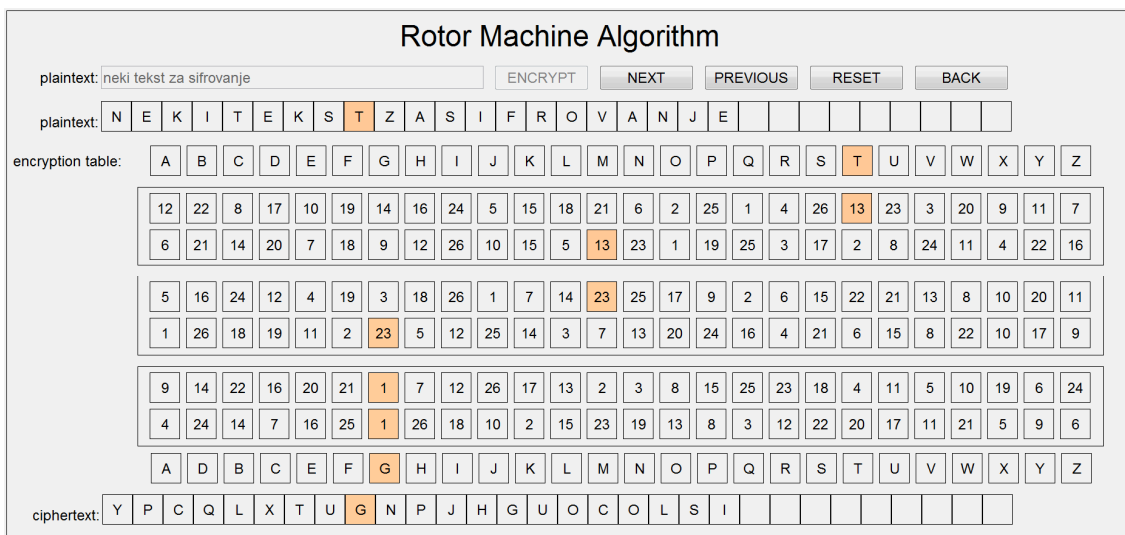 Rotor Machine Algorithm
plaintext: neki tekst za sifrovanje ENCRYPT NEXT PREVIOUS RESET BACK
plaintext: N E K I T E K S T Z A S I F R O V A N J E
encryption table: A B C D E F G H I J K L M N O P Q R S T U V W X Y Z
12 22 8 17 10 19 14 16 24 5 15 18 21 6 2 25 1 4 26 13 23 3 20 9 11 7
6 21 14 20 7 18 9 12 26 10 15 5 13 23 1 19 25 3 17 2 8 24 11 4 22 16
5 16 24 12 4 19 3 18 26 1 7 14 23 25 17 9 2 6 15 22 21 13 8 10 20 11
1 26 18 19 11 2 23 5 12 25 14 3 7 13 20 24 16 4 21 6 15 8 22 10 17 9
9 14 22 16 20 21 1 7 12 26 17 13 2 3 8 15 25 23 18 4 11 5 10 19 6 24
4 24 14 7 16 25 1 26 18 10 2 15 23 19 13 8 3 12 22 20 17 11 21 5 9 6
A D B C E F G H I J K L M N O P Q R S T U V W X Y Z
ciphertext: Y P C Q L X T U G N P J H G U O C O L S I